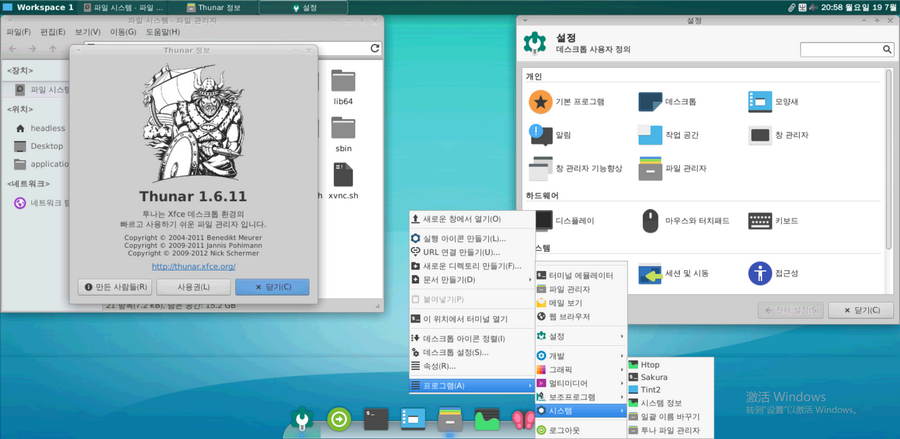 Workspace 1
파일 시스템 - 파일 ...
Thunar 정보
설정
20:58 월요일 19 7월
파일 시스템 - 파일 관리자
파일(F) 편집(E) 보기(V) 이동(G) 도움말(H)
<장치>
파일 시스템
<위치>
headless
Desktop
applicatio
<네트워크>
네트워크
lib64
sbin
xvnc.sh
Thunar 정보
Thunar 1.6.11
투나는 Xfce 데스크톱 환경의
빠르고 사용하기 쉬운 파일 관리자 입니다.
Copyright © 2004-2011 Benedikt Meurer
Copyright © 2009-2011 Jannis Pohlmann
Copyright © 2009-2012 Nick Schermer
http://thunar.xfce.org/
만든 사람들(R)
사용권(L)
닫기(C)
설정
설정
데스크톱 사용자 정의
개인
기본 프로그램
데스크톱
모양새
알림
작업 공간
창 관리자
창 관리자 기능향상
파일 관리자
하드웨어
디스플레이
마우스와 터치패드
키보드
스템
세션 및 시동
접근성
전체 설정(S)
닫기(C)
새로운 창에서 열기(O)
실행 아이콘 만들기(L)...
URL 연결 만들기(U)...
새로운 디렉토리 만들기(F)...
문서 만들기(D)
붙여넣기(P)
이 위치에서 터미널 열기
데스크톱 아이콘 정렬(I)
데스크톱 설정(S)...
속성(R)...
프로그램(A)
터미널 에뮬레이터
파일 관리자
메일 보기
웹 브라우저
설정
개발
그래픽
멀티미디어
보조프로그램
시스템
로그아웃
Htop
Sakura
Tint2
시스템 정보
일괄 이름 바꾸기
투나 파일 관리자
激活 Windows
转到"设置"以激活 Windows。